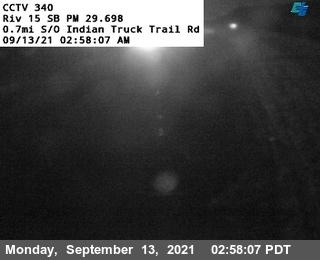 CCTV 340
Riv 15 SB PM 29.698
0.7mi S/O Indian Truck Trail Rd
09/13/21 02:58:07 AM
Monday, September 13, 2021 02:58:07 PDT